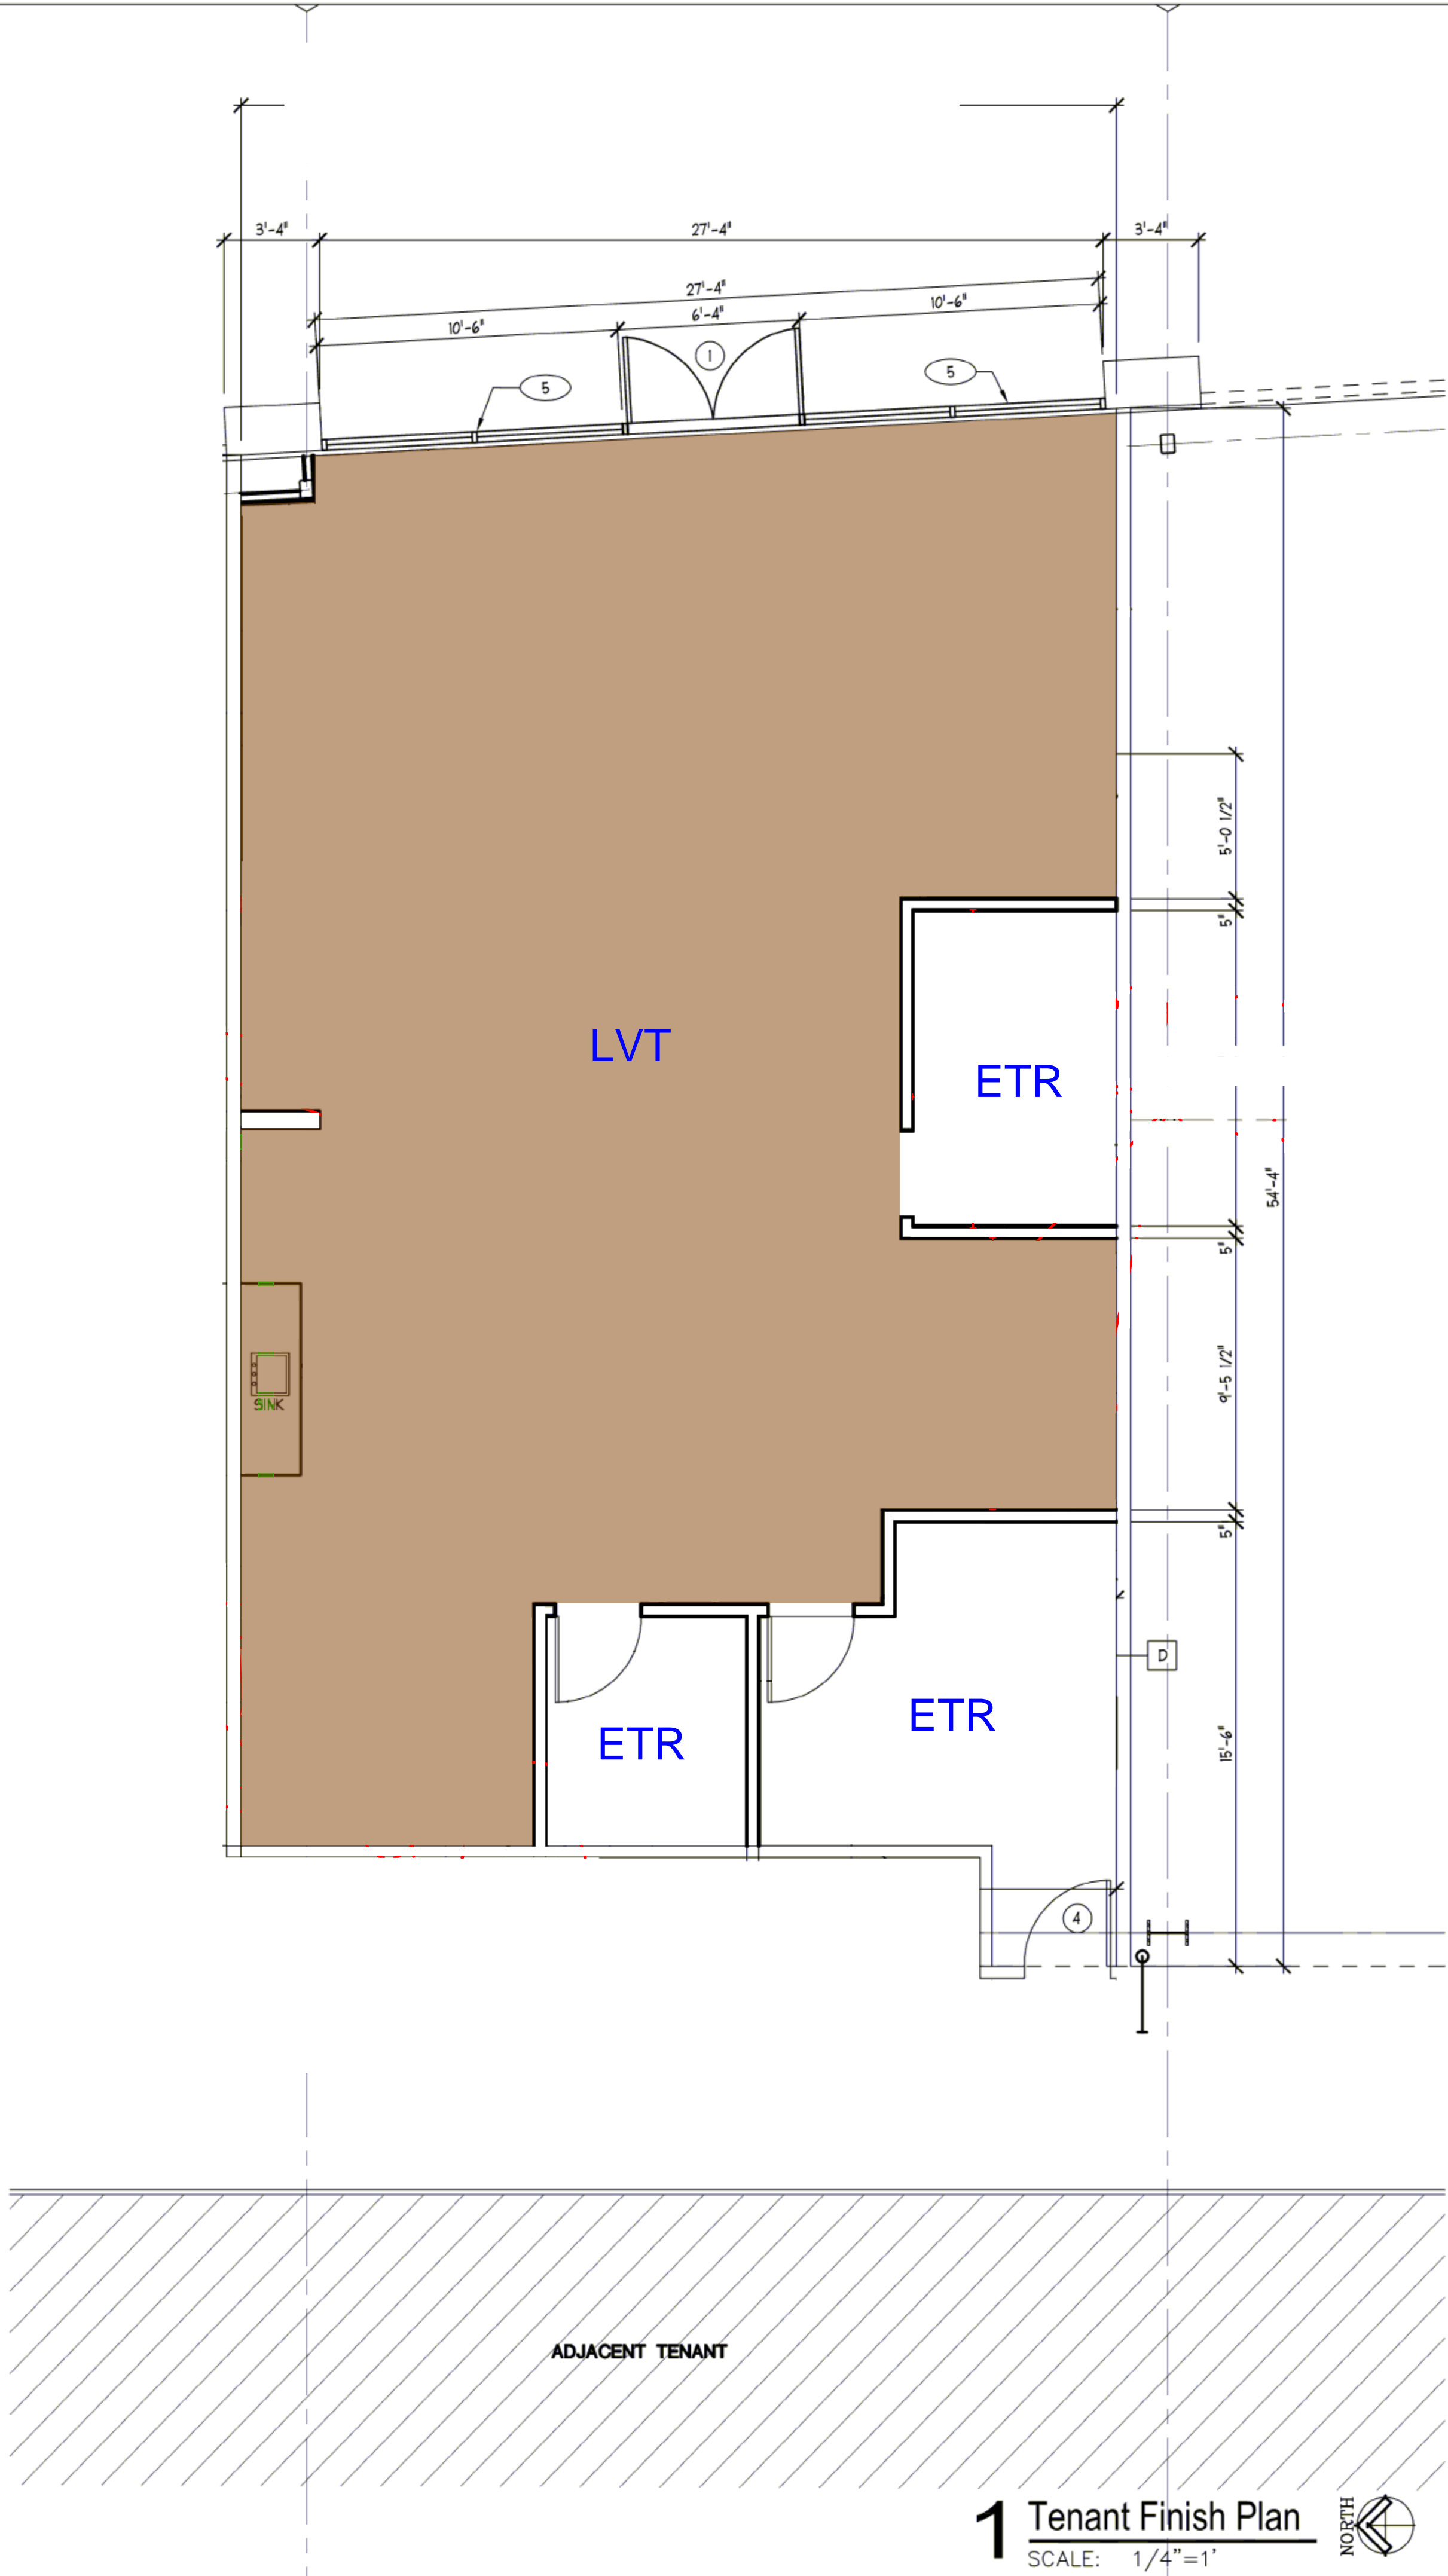 3'-4"
27'-4"
3'-4"
27'-4"
10'-6"
6'-4"
10'-6"
1
5
5
5'-0 1/2"
5"
LVT
ETR
54'-4"
5"
9'-5 1/2"
SINK
5"
D
ETR
ETR
15'-6"
4
ADJACENT TENANT
1 Tenant Finish Plan
SCALE: 1/4"=1'
NORTH